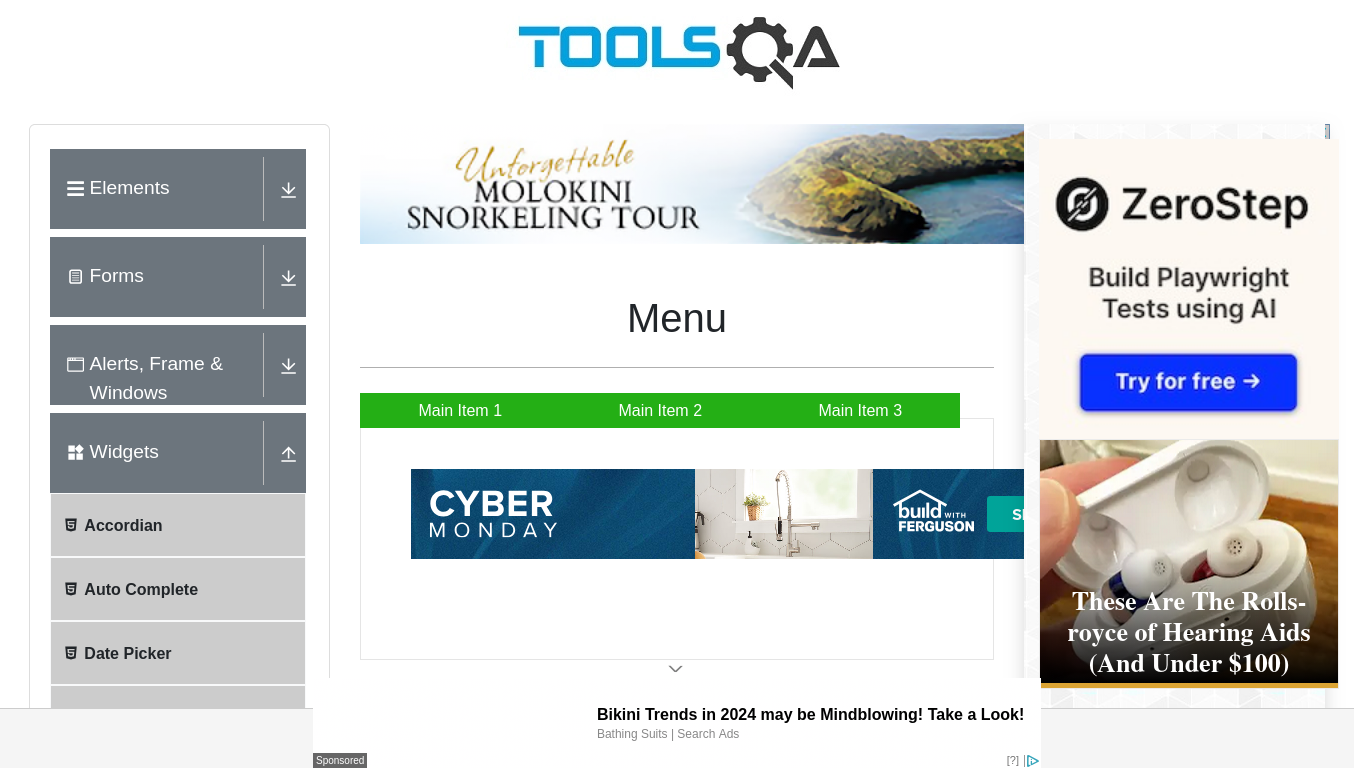 TOOLSQA
Elements
Forms
Alerts, Frame &
Windows
Widgets
Accordian
Auto Complete
Date Picker
Unforgettable
MOLOKINI
SNORKELING TOUR
Menu
Main Item 1
Main Item 2
Main Item 3
CYBER
MONDAY
build WITH
FERGUSON
ZeroStep
Build Playwright
Tests using AI
Try for free →
These Are The Rolls-
royce of Hearing Aids
(And Under $100)
Bikini Trends in 2024 may be Mindblowing! Take a Look!
Bathing Suits | Search Ads
Sponsored
[?] |